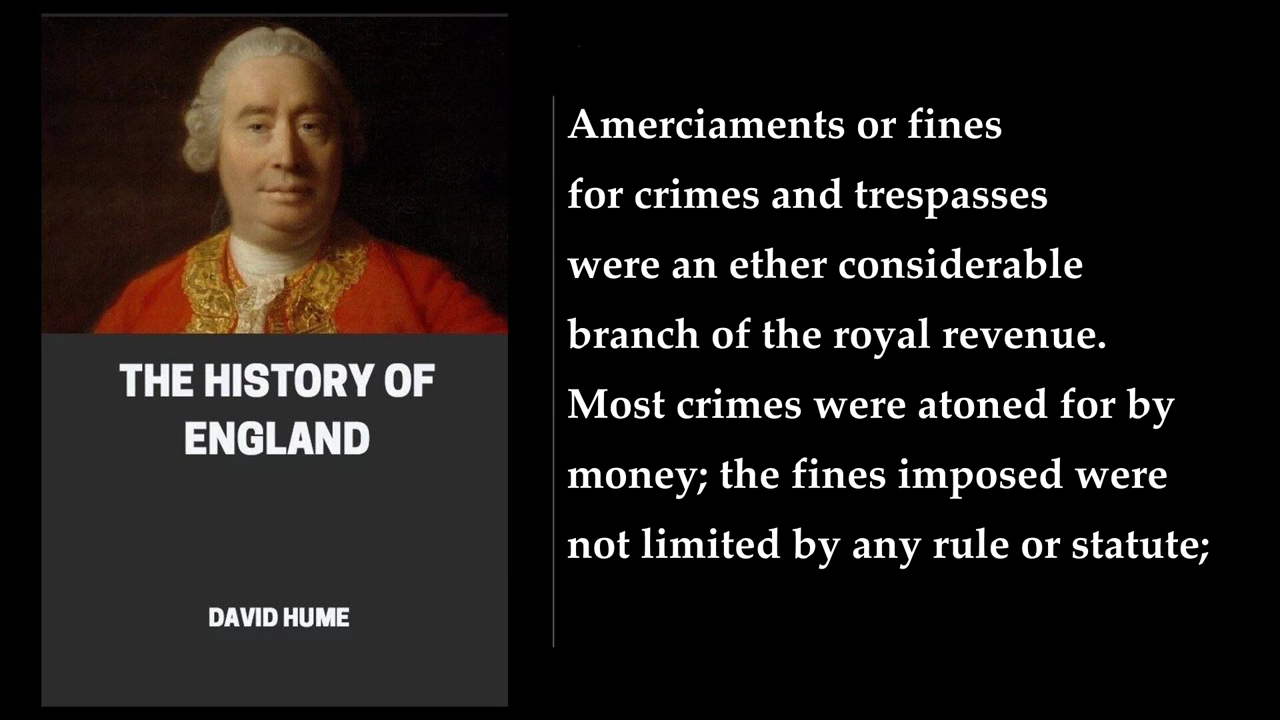 THE HISTORY OF
ENGLAND
DAVID HUME
Amerciaments or fines
for crimes and trespasses
were an ether considerable
branch of the royal revenue.
Most crimes were atoned for by
money; the fines imposed were
not limited by any rule or statute;